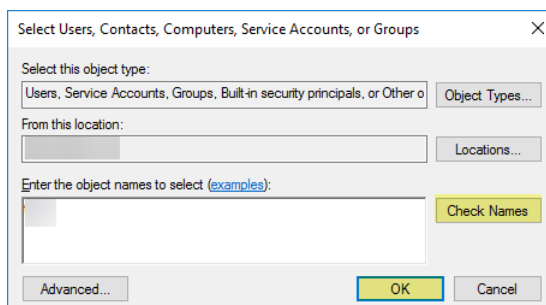 Select Users, Contacts, Computers, Service Accounts, or Groups
Select this object type:
Users, Service Accounts, Groups, Built-in security principals, or Other o
Object Types...
From this location:
Locations...
Enter the object names to select (examples):
Check Names
Advanced...
OK
Cancel